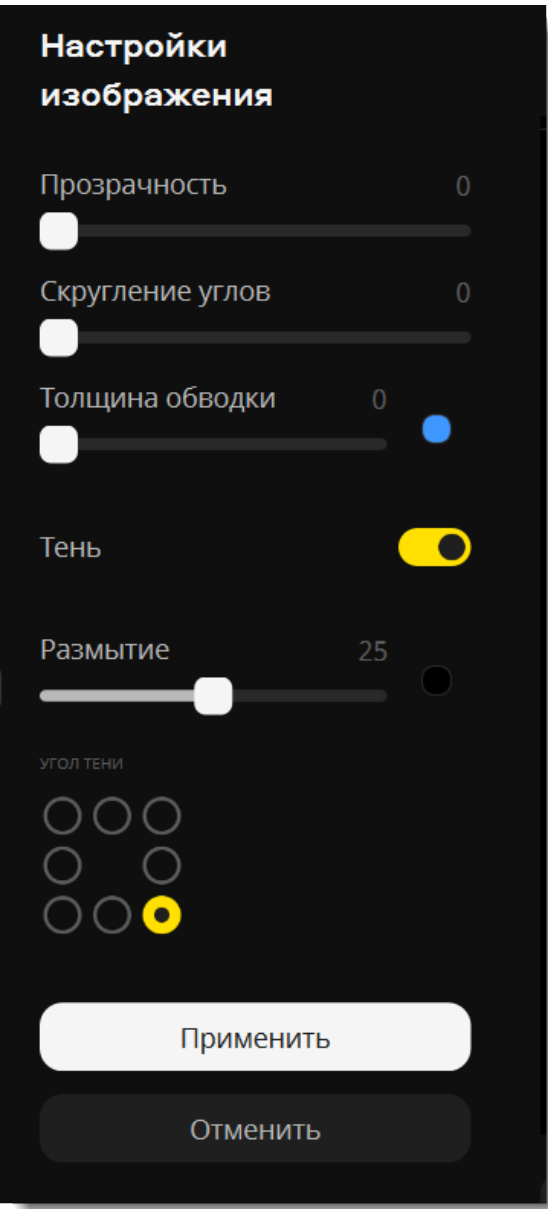 Настройки
изображения
Прозрачность 0
Скругление углов 0
Толщина обводки 0
Тень
Размытие 25
УГОЛ ТЕНИ
Применить
Отменить